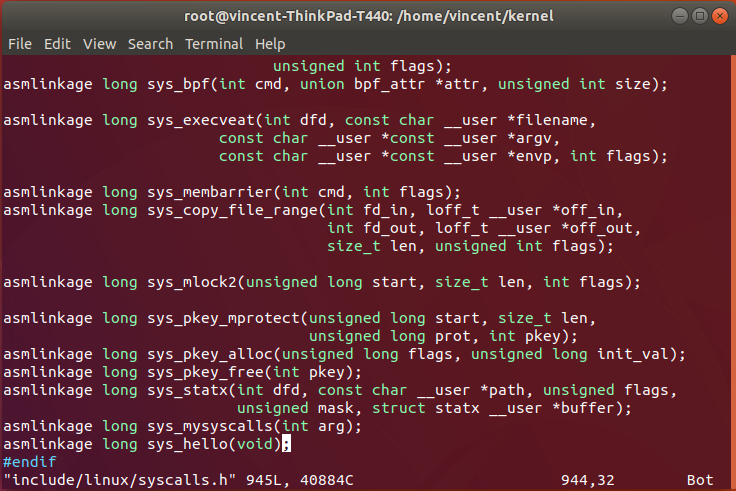 root@vincent-ThinkPad-T440: /home/vincent/kernel
File Edit View Search Terminal Help
                              unsigned int flags);
asmlinkage long sys_bpf(int cmd, union bpf_attr *attr, unsigned int size);

asmlinkage long sys_execveat(int dfd, const char __user *filename,
                        const char __user *const __user *argv,
                        const char __user *const __user *envp, int flags);

asmlinkage long sys_membarrier(int cmd, int flags);
asmlinkage long sys_copy_file_range(int fd_in, loff_t __user *off_in,
                                    int fd_out, loff_t __user *off_out,
                                    size_t len, unsigned int flags);

asmlinkage long sys_mlock2(unsigned long start, size_t len, int flags);

asmlinkage long sys_pkey_mprotect(unsigned long start, size_t len,
                                  unsigned long prot, int pkey);
asmlinkage long sys_pkey_alloc(unsigned long flags, unsigned long init_val);
asmlinkage long sys_pkey_free(int pkey);
asmlinkage long sys_statx(int dfd, const char __user *path, unsigned flags,
                          unsigned mask, struct statx __user *buffer);
asmlinkage long sys_mysyscalls(int arg);
asmlinkage long sys_hello(void);
#endif
"include/linux/syscalls.h" 945L, 40884C                       944,32        Bot